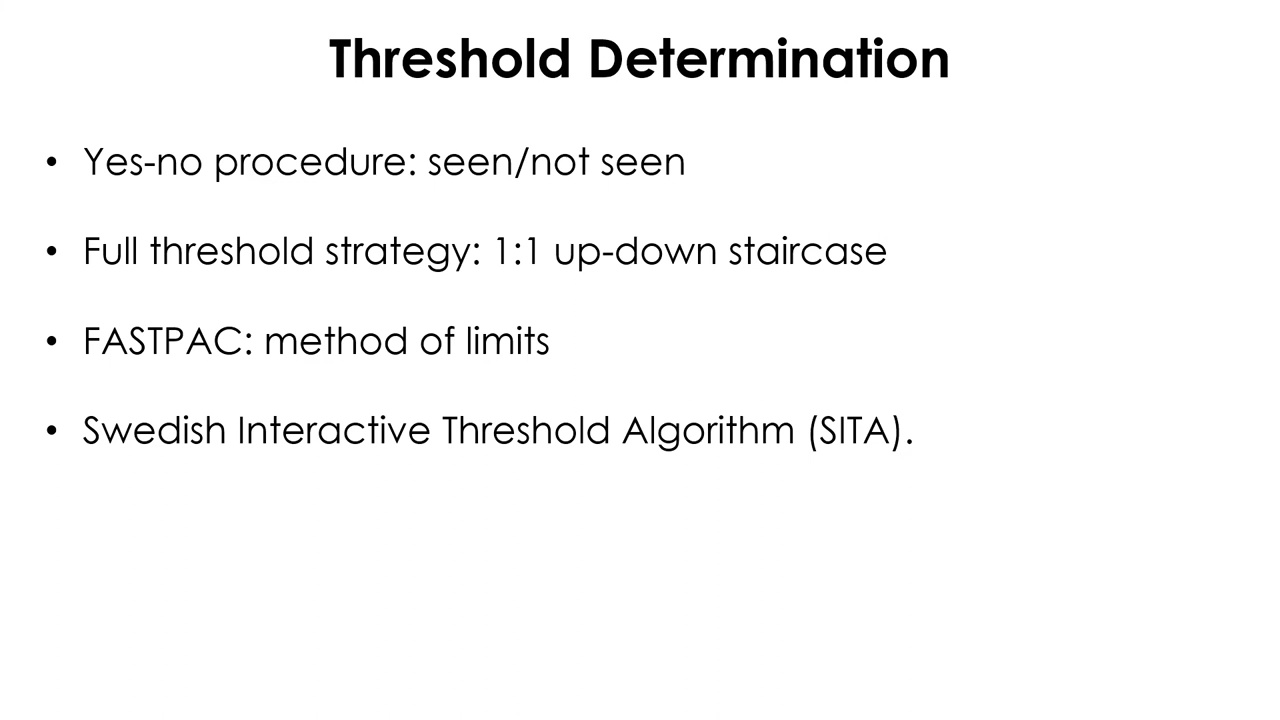 Threshold Determination
• Yes-no procedure: seen/not seen
• Full threshold strategy: 1:1 up-down staircase
• FASTPAC: method of limits
• Swedish Interactive Threshold Algorithm (SITA).